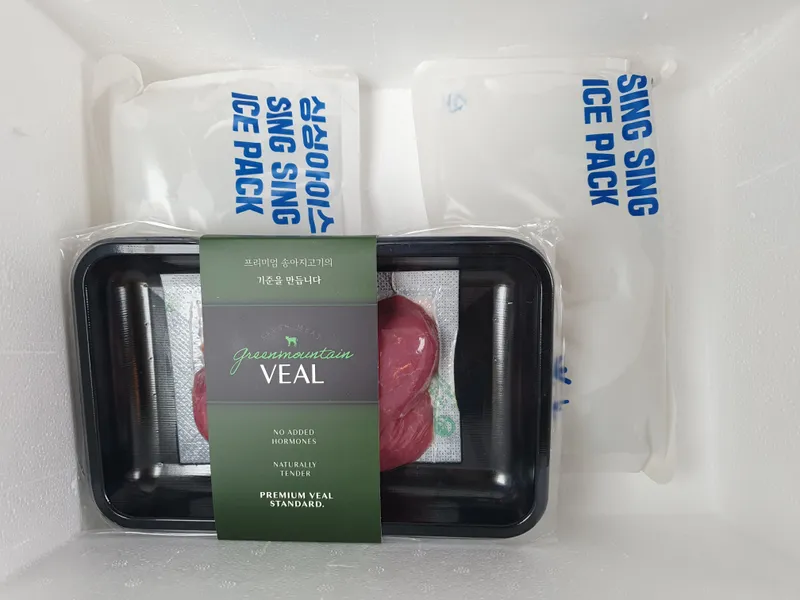 싱싱아이스
SING SING
ICE PACK
SING SING
ICE PACK
프리미엄 송아지고기의
기준을 만듭니다
greenmountain
VEAL
NO ADDED
HORMONES
NATURALLY
TENDER
PREMIUM VEAL
STANDARD.